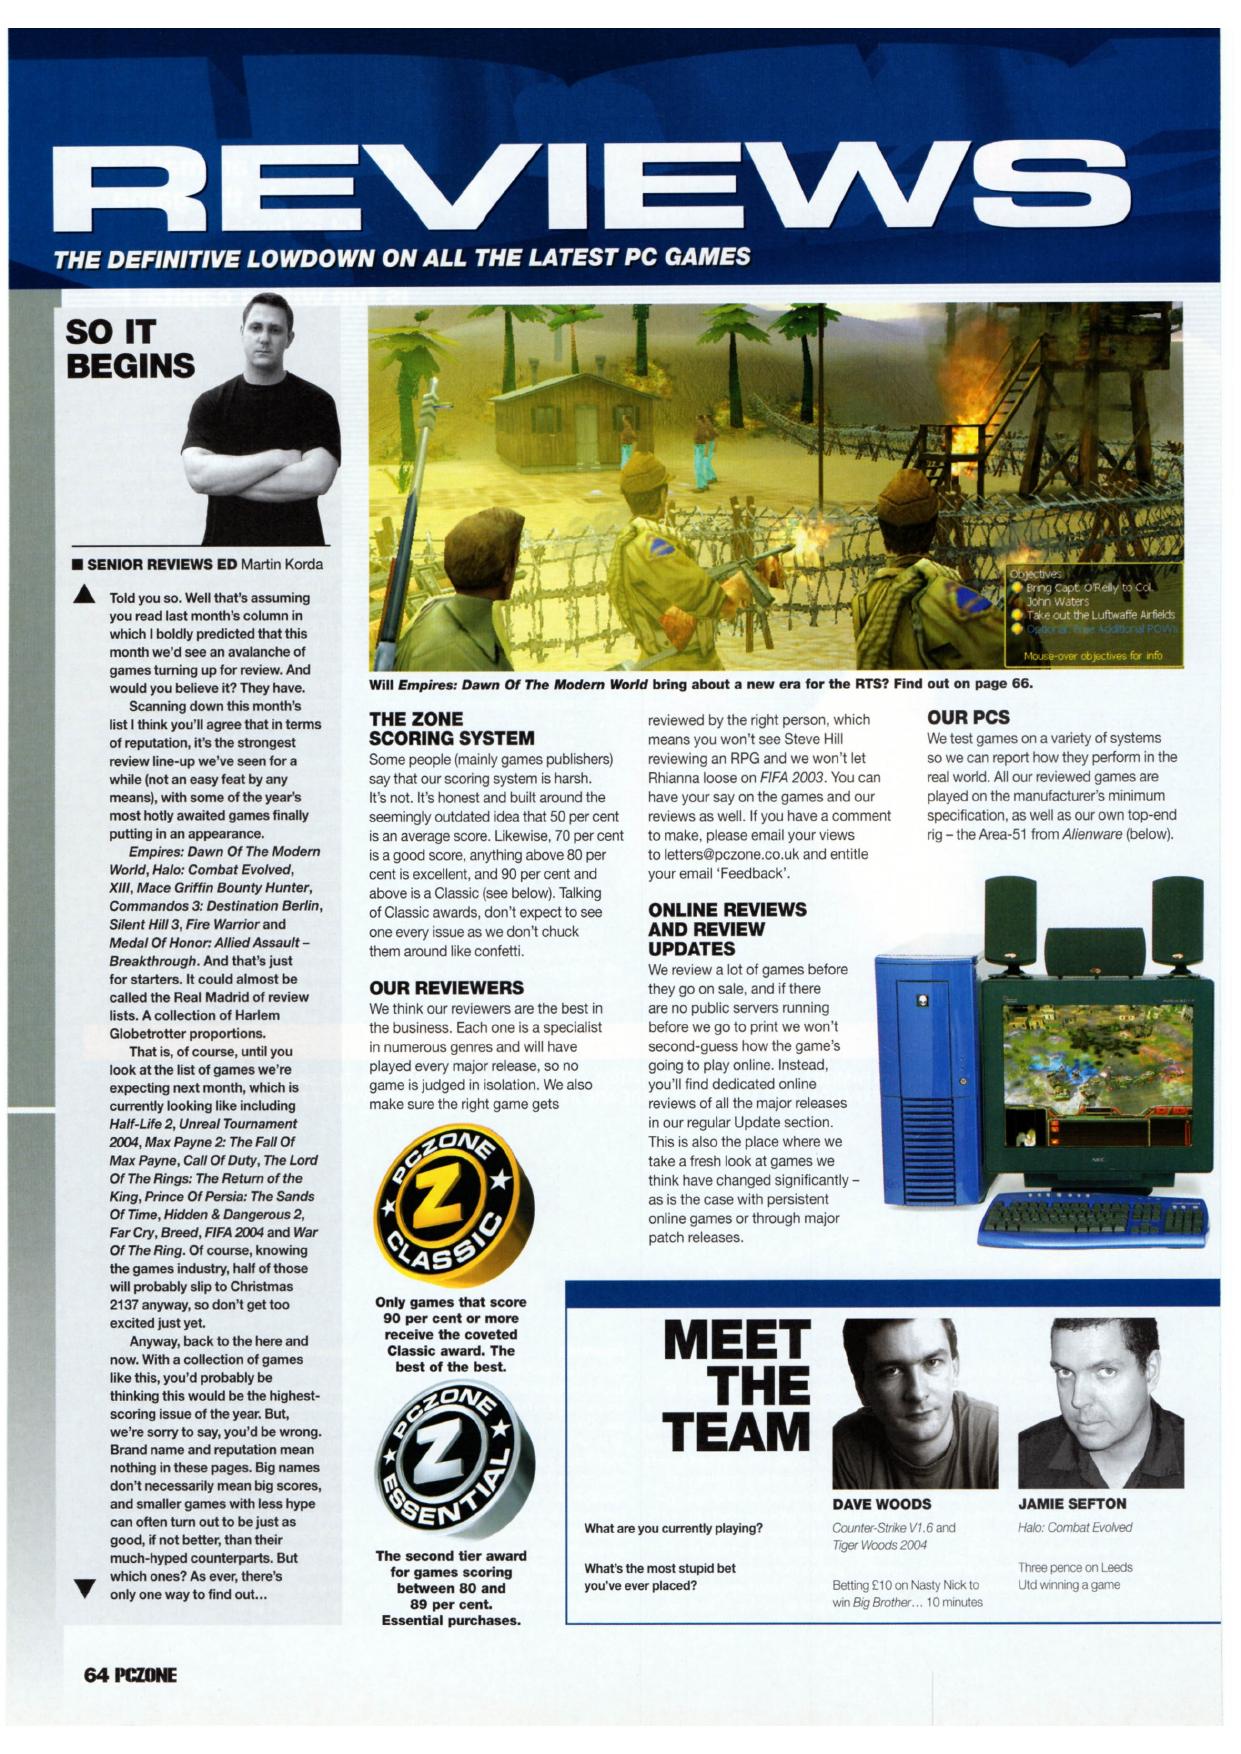 REVIEWS
THE DEFINITIVE LOWDOWN ON ALL THE LATEST PC GAMES
SO IT
BEGINS
■ SENIOR REVIEWS ED Martin Korda
Told you so. Well that's assuming
you read last month's column in
which I boldly predicted that this
month we'd see an avalanche of
games turning up for review. And
would you believe it? They have.
Scanning down this month's
list I think you'll agree that in terms
of reputation, it's the strongest
review line-up we've seen for a
while (not an easy feat by any
means), with some of the year's
most hotly awaited games finally
putting in an appearance.
Empires: Dawn Of The Modern
World, Halo: Combat Evolved,
XIII, Mace Griffin Bounty Hunter,
Commandos 3: Destination Berlin,
Silent Hill 3, Fire Warrior and
Medal Of Honor: Allied Assault –
Breakthrough. And that's just
for starters. It could almost be
called the Real Madrid of review
lists. A collection of Harlem
Globetrotter proportions.
That is, of course, until you
look at the list of games we're
expecting next month, which is
currently looking like including
Half-Life 2, Unreal Tournament
2004, Max Payne 2: The Fall Of
Max Payne, Call Of Duty, The Lord
Of The Rings: The Return of the
King, Prince Of Persia: The Sands
Of Time, Hidden & Dangerous 2,
Far Cry, Breed, FIFA 2004 and War
Of The Ring. Of course, knowing
the games industry, half of those
will probably slip to Christmas
2137 anyway, so don't get too
excited just yet.
Anyway, back to the here and
now. With a collection of games
like this, you'd probably be
thinking this would be the highest-
scoring issue of the year. But,
we're sorry to say, you'd be wrong.
Brand name and reputation mean
nothing in these pages. Big names
don't necessarily mean big scores,
and smaller games with less hype
can often turn out to be just as
good, if not better, than their
much-hyped counterparts. But
which ones? As ever, there's
only one way to find out...
Objectives
Bring Capt. O'Reilly to Col.
John Waters
Take out the Luftwaffe Airfields
Optional: Free Additional POWs
Mouse-over objectives for info
Will Empires: Dawn Of The Modern World bring about a new era for the RTS? Find out on page 66.
THE ZONE
SCORING SYSTEM
Some people (mainly games publishers)
say that our scoring system is harsh.
It's not. It's honest and built around the
seemingly outdated idea that 50 per cent
is an average score. Likewise, 70 per cent
is a good score, anything above 80 per
cent is excellent, and 90 per cent and
above is a Classic (see below). Talking
of Classic awards, don't expect to see
one every issue as we don't chuck
them around like confetti.
OUR REVIEWERS
We think our reviewers are the best in
the business. Each one is a specialist
in numerous genres and will have
played every major release, so no
game is judged in isolation. We also
make sure the right game gets
reviewed by the right person, which
means you won't see Steve Hill
reviewing an RPG and we won't let
Rhianna loose on FIFA 2003. You can
have your say on the games and our
reviews as well. If you have a comment
to make, please email your views
to letters@pczone.co.uk and entitle
your email 'Feedback'.
ONLINE REVIEWS
AND REVIEW
UPDATES
We review a lot of games before
they go on sale, and if there
are no public servers running
before we go to print we won't
second-guess how the game's
going to play online. Instead,
you'll find dedicated online
reviews of all the major releases
in our regular Update section.
This is also the place where we
take a fresh look at games we
think have changed significantly –
as is the case with persistent
online games or through major
patch releases.
OUR PCS
We test games on a variety of systems
so we can report how they perform in the
real world. All our reviewed games are
played on the manufacturer's minimum
specification, as well as our own top-end
rig – the Area-51 from Alienware (below).
NEC
PCZONE
Z
CLASSIC
Only games that score
90 per cent or more
receive the coveted
Classic award. The
best of the best.
PCZONE
Z
ESSENTIAL
The second tier award
for games scoring
between 80 and
89 per cent.
Essential purchases.
MEET
THE
TEAM
DAVE WOODS
JAMIE SEFTON
What are you currently playing?
Counter-Strike V1.6 and
Tiger Woods 2004
Halo: Combat Evolved
What's the most stupid bet
you've ever placed?
Betting £10 on Nasty Nick to
win Big Brother... 10 minutes
Three pence on Leeds
Utd winning a game
64 PCZONE